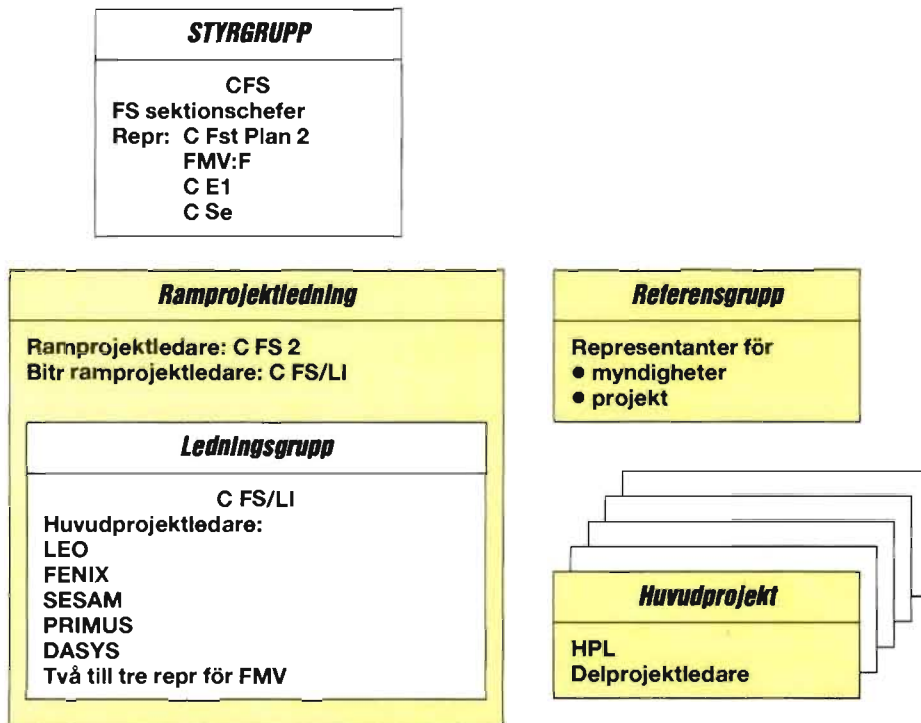 STYRGRUPP
CFS
FS sektionschefer
Repr: C Fst Plan 2
FMV:F
C E1
C Se
Ramprojektledning
Ramprojektledare: C FS 2
Bitr ramprojektledare: C FS/LI
Ledningsgrupp
C FS/LI
Huvudprojektledare:
LEO
FENIX
SESAM
PRIMUS
DASYS
Två till tre repr för FMV
Referensgrupp
Representanter för
● myndigheter
● projekt
Huvudprojekt
HPL
Delprojektledare